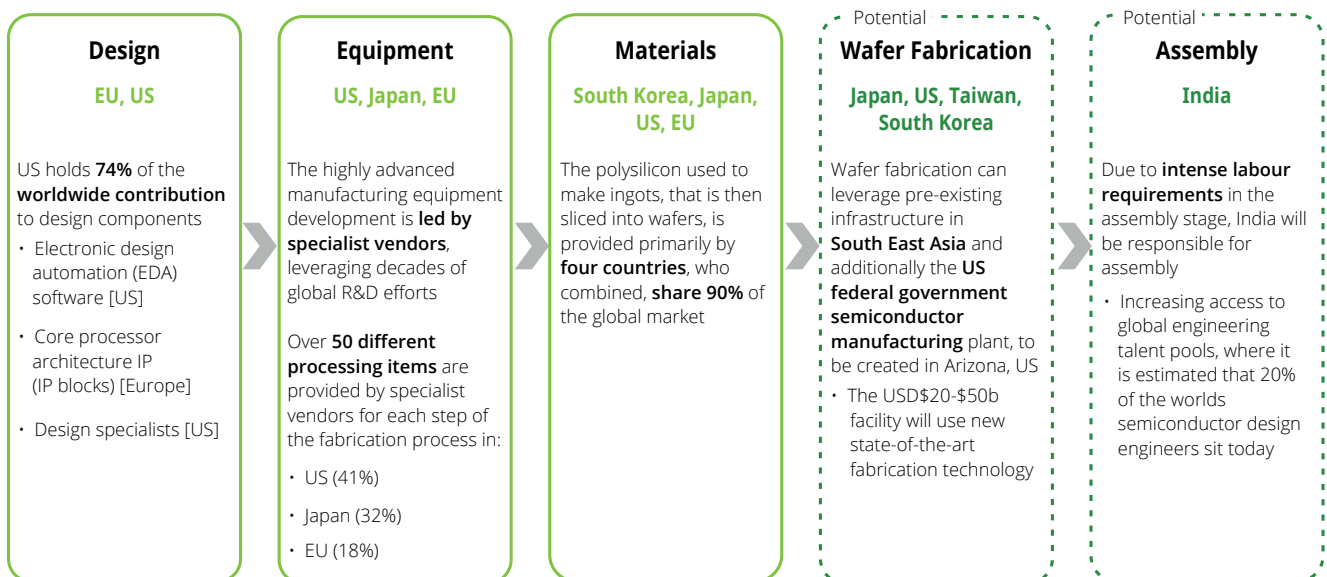 Design
EU, US
US holds 74% of the
worldwide contribution
to design components
• Electronic design
automation (EDA)
software [US]
• Core processor
architecture IP
(IP blocks) [Europe]
• Design specialists [US]
Equipment
US, Japan, EU
The highly advanced
manufacturing equipment
development is led by
specialist vendors,
leveraging decades of
global R&D efforts
Over 50 different
processing items are
provided by specialist
vendors for each step of
the fabrication process in:
• US (41%)
• Japan (32%)
• EU (18%)
Materials
South Korea, Japan,
US, EU
The polysilicon used to
make ingots, that is then
sliced into wafers, is
provided primarily by
four countries, who
combined, share 90% of
the global market
Potential
Wafer Fabrication
Japan, US, Taiwan,
South Korea
Wafer fabrication can
leverage pre-existing
infrastructure in
South East Asia and
additionally the US
federal government
semiconductor
manufacturing plant, to
be created in Arizona, US
• The USD$20-$50b
facility will use new
state-of-the-art
fabrication technology
Potential
Assembly
India
Due to intense labour
requirements in the
assembly stage, India will
be responsible for
assembly
• Increasing access to
global engineering
talent pools, where it
is estimated that 20%
of the worlds
semiconductor design
engineers sit today